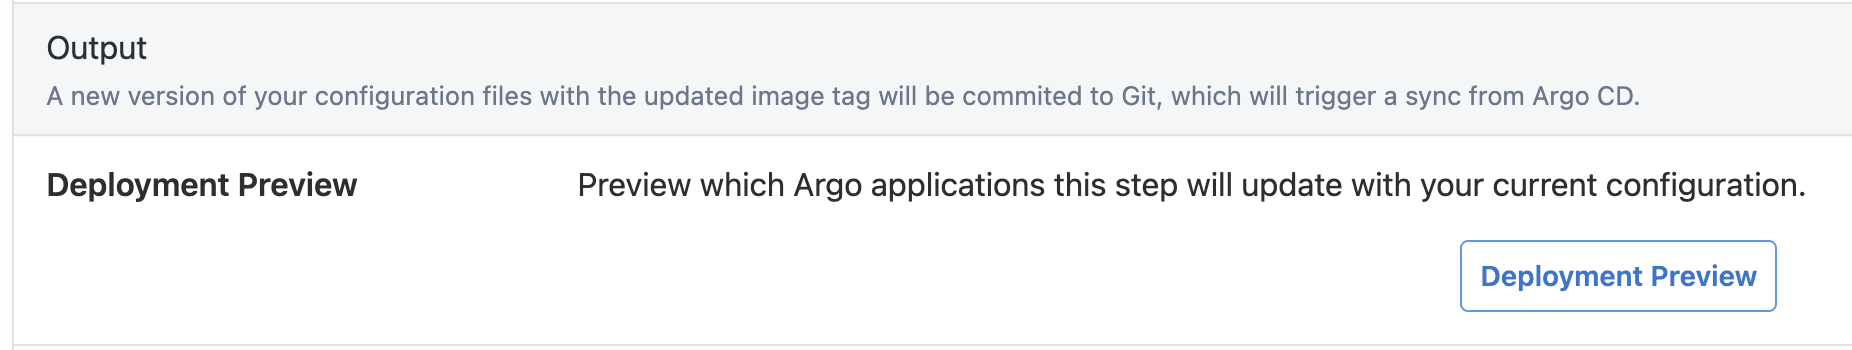 Output
A new version of your configuration files with the updated image tag will be commited to Git, which will trigger a sync from Argo CD.
Deployment Preview
Preview which Argo applications this step will update with your current configuration.
Deployment Preview